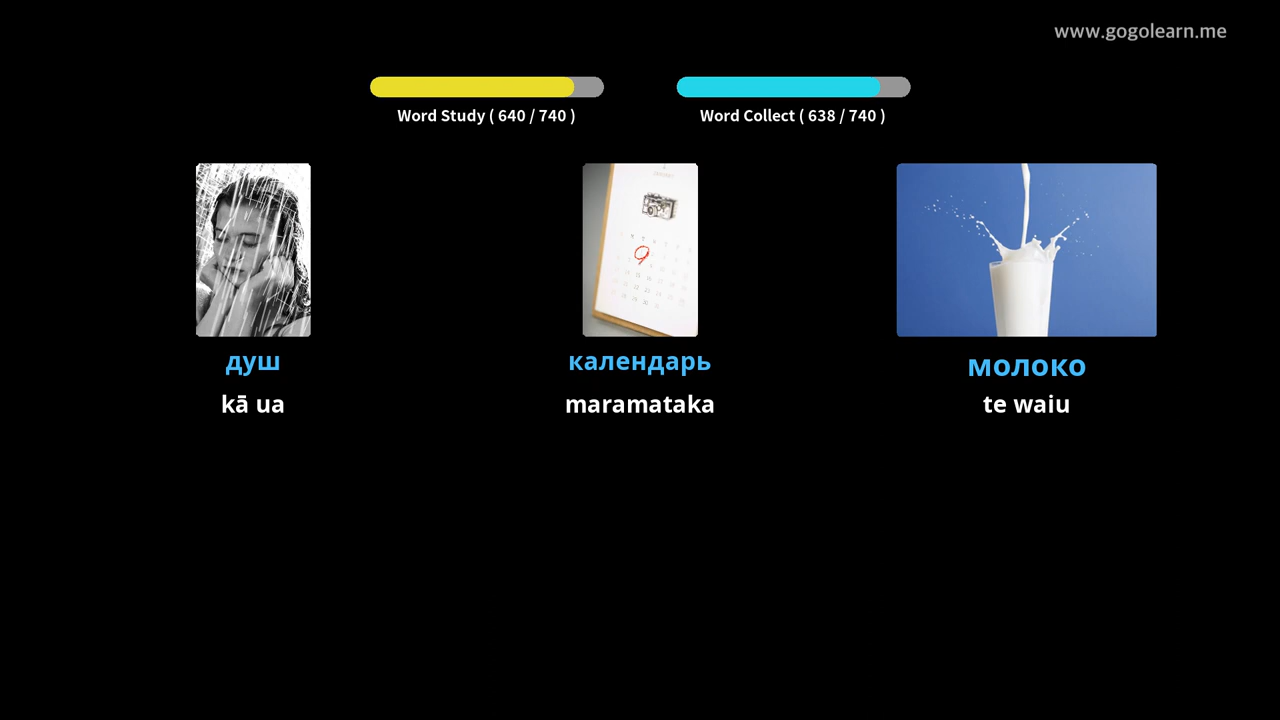 www.gogolearn.me
Word Study ( 640 / 740 )
Word Collect ( 638 / 740 )
душ
календарь
молоко
kā ua
maramataka
te waiu